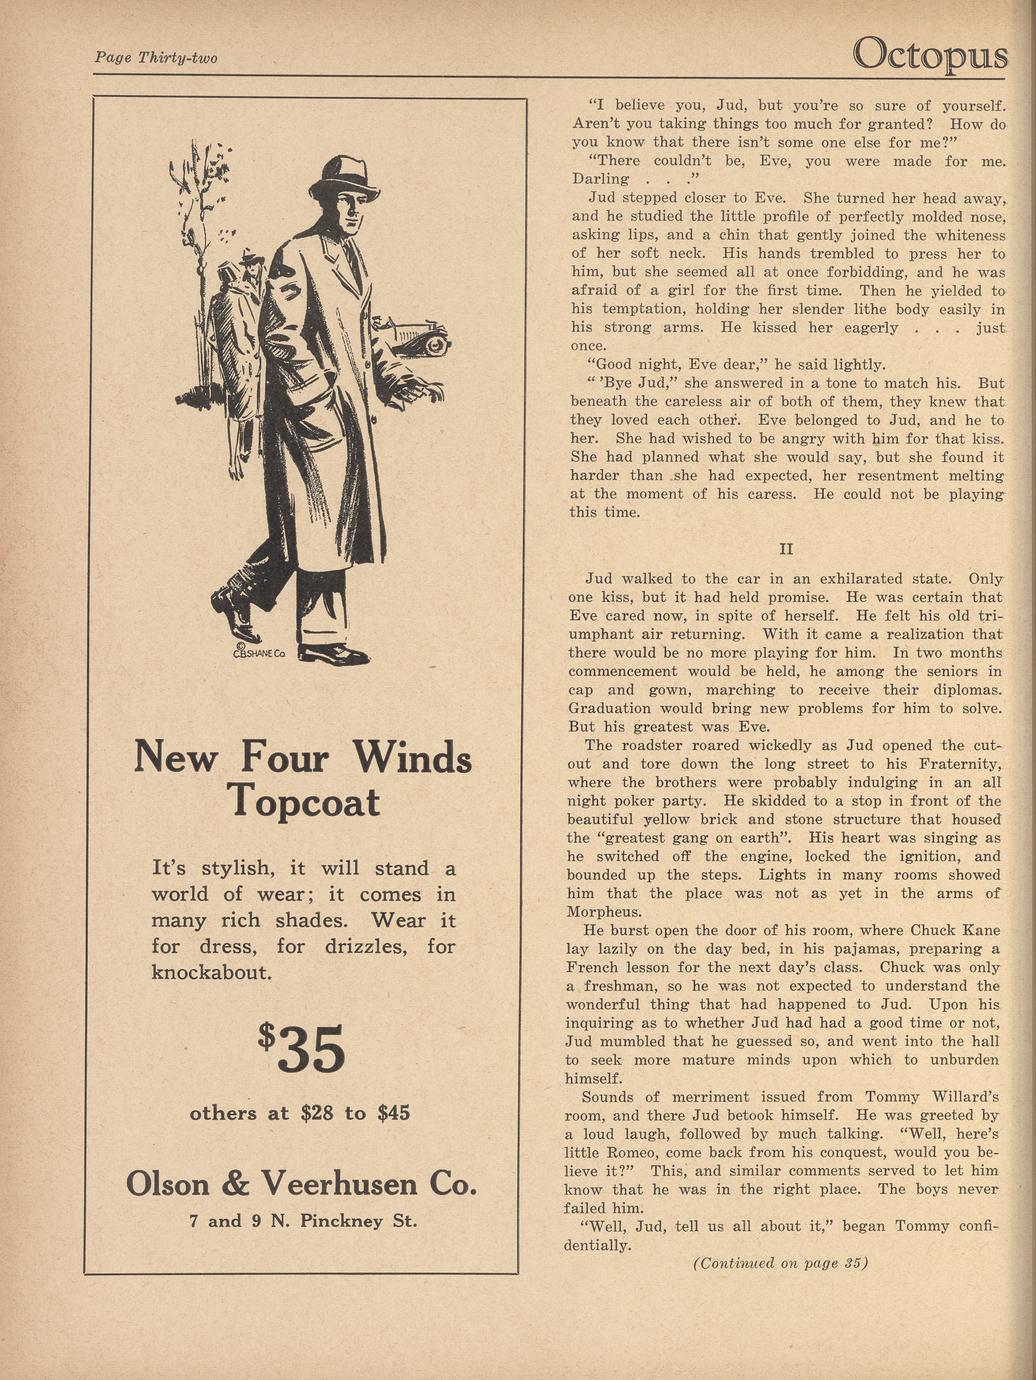 Page Thirty-two
Octopus
© C.B. SHANE Co
New Four Winds
Topcoat
It's stylish, it will stand a
world of wear; it comes in
many rich shades. Wear it
for dress, for drizzles, for
knockabout.
$35
others at $28 to $45
Olson & Veerhusen Co.
7 and 9 N. Pinckney St.
"I believe you, Jud, but you're so sure of yourself.
Aren't you taking things too much for granted? How do
you know that there isn't some one else for me?"
"There couldn't be, Eve, you were made for me.
Darling . . ."
Jud stepped closer to Eve. She turned her head away,
and he studied the little profile of perfectly molded nose,
asking lips, and a chin that gently joined the whiteness
of her soft neck. His hands trembled to press her to
him, but she seemed all at once forbidding, and he was
afraid of a girl for the first time. Then he yielded to
his temptation, holding her slender lithe body easily in
his strong arms. He kissed her eagerly . . . just
once.
"Good night, Eve dear," he said lightly.
" 'Bye Jud," she answered in a tone to match his. But
beneath the careless air of both of them, they knew that
they loved each other. Eve belonged to Jud, and he to
her. She had wished to be angry with him for that kiss.
She had planned what she would say, but she found it
harder than she had expected, her resentment melting
at the moment of his caress. He could not be playing
this time.
II
Jud walked to the car in an exhilarated state. Only
one kiss, but it had held promise. He was certain that
Eve cared now, in spite of herself. He felt his old tri-
umphant air returning. With it came a realization that
there would be no more playing for him. In two months
commencement would be held, he among the seniors in
cap and gown, marching to receive their diplomas.
Graduation would bring new problems for him to solve.
But his greatest was Eve.
The roadster roared wickedly as Jud opened the cut-
out and tore down the long street to his Fraternity,
where the brothers were probably indulging in an all
night poker party. He skidded to a stop in front of the
beautiful yellow brick and stone structure that housed
the "greatest gang on earth". His heart was singing as
he switched off the engine, locked the ignition, and
bounded up the steps. Lights in many rooms showed
him that the place was not as yet in the arms of
Morpheus.
He burst open the door of his room, where Chuck Kane
lay lazily on the day bed, in his pajamas, preparing a
French lesson for the next day's class. Chuck was only
a freshman, so he was not expected to understand the
wonderful thing that had happened to Jud. Upon his
inquiring as to whether Jud had had a good time or not,
Jud mumbled that he guessed so, and went into the hall
to seek more mature minds upon which to unburden
himself.
Sounds of merriment issued from Tommy Willard's
room, and there Jud betook himself. He was greeted by
a loud laugh, followed by much talking. "Well, here's
little Romeo, come back from his conquest, would you be-
lieve it?" This, and similar comments served to let him
know that he was in the right place. The boys never
failed him.
"Well, Jud, tell us all about it," began Tommy confi-
dentially.
(Continued on page 35)